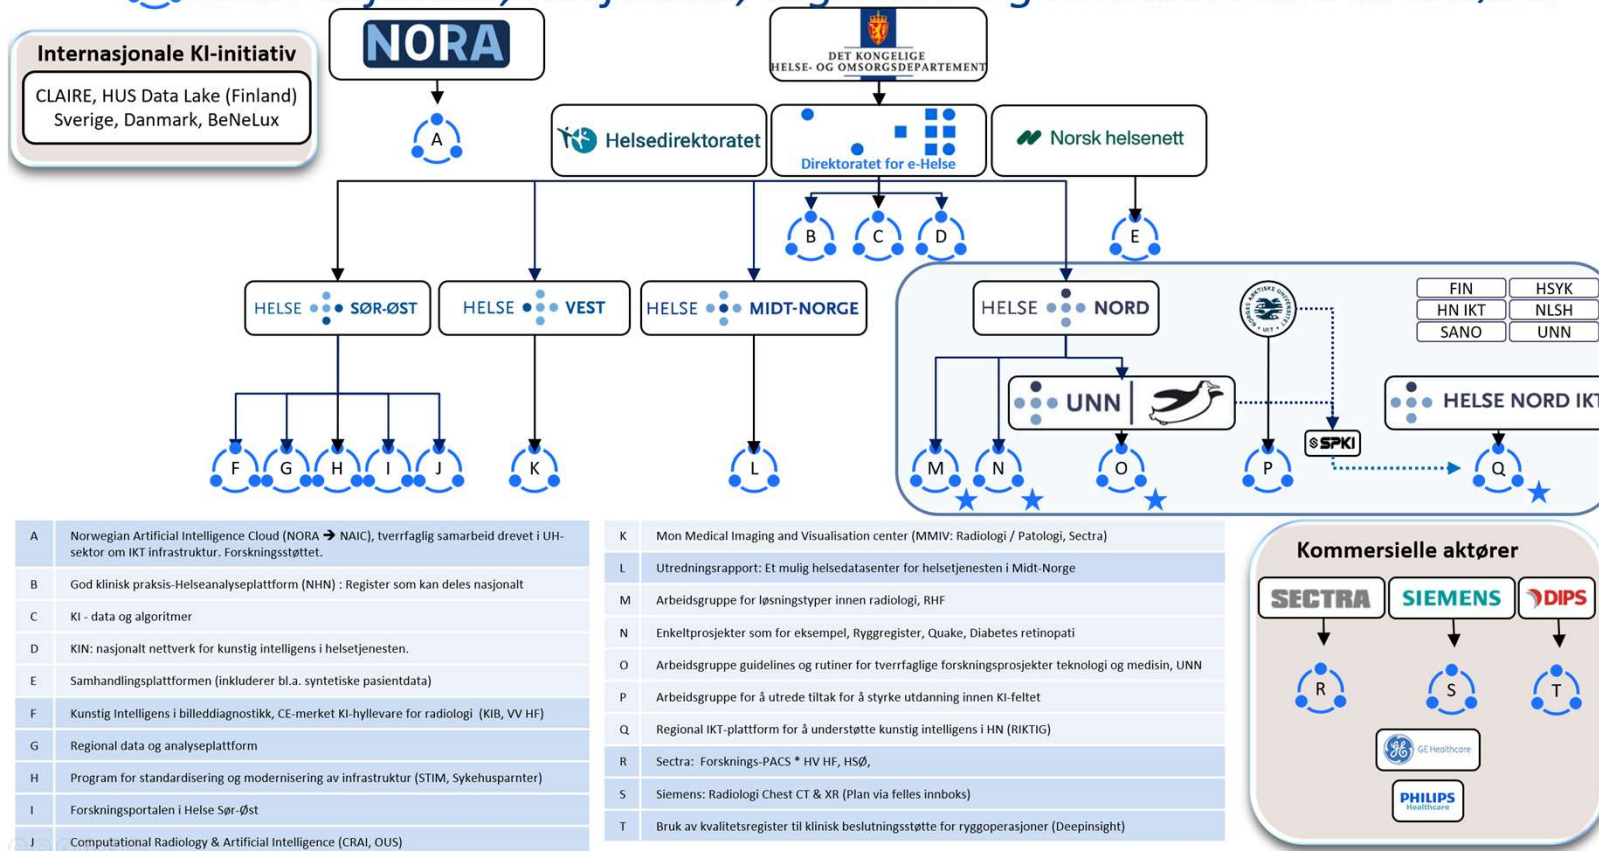 Internasjonale KI-initiativ
CLAIRE, HUS Data Lake (Finland)
Sverige, Danmark, BeNeLux
NORA
DET KONGELIGE
HELSE- OG OMSORGSDEPARTEMENT
A
Helsedirektoratet
Direktoratet for e-Helse
Norsk helsenett
B
C
D
E
HELSE SØR-ØST
HELSE VEST
HELSE MIDT-NORGE
HELSE NORD
NORGES ARKTISKE UNIVERSITET
UIT
FIN HSYK
HN IKT NLSH
SANO UNN
UNN
HELSE NORD IKT
SPKI
F
G
H
I
J
K
L
M
N
O
P
Q
A Norwegian Artificial Intelligence Cloud (NORA ➔ NAIC), tverrfaglig samarbeid drevet i UH-
sektor om IKT infrastruktur. Forskningsstøttet.
B God klinisk praksis-Helseanalyseplattform (NHN) : Register som kan deles nasjonalt
C KI - data og algoritmer
D KIN: nasjonalt nettverk for kunstig intelligens i helsetjenesten.
E Samhandlingsplattformen (inkluderer bl.a. syntetiske pasientdata)
F Kunstig Intelligens i billeddiagnostikk, CE-merket KI-hyllevare for radiologi (KIB, VV HF)
G Regional data og analyseplattform
H Program for standardisering og modernisering av infrastruktur (STIM, Sykehusparnter)
I Forskningsportalen i Helse Sør-Øst
J Computational Radiology & Artificial Intelligence (CRAI, OUS)
K Mon Medical Imaging and Visualisation center (MMIV: Radiologi / Patologi, Sectra)
L Utredningsrapport: Et mulig helsedatasenter for helsetjenesten i Midt-Norge
M Arbeidsgruppe for løsningstyper innen radiologi, RHF
N Enkeltprosjekter som for eksempel, Ryggregister, Quake, Diabetes retinopati
O Arbeidsgruppe guidelines og rutiner for tverrfaglige forskningsprosjekter teknologi og medisin, UNN
P Arbeidsgruppe for å utrede tiltak for å styrke utdanning innen KI-feltet
Q Regional IKT-plattform for å understøtte kunstig intelligens i HN (RIKTIG)
R Sectra: Forsknings-PACS * HV HF, HSØ,
S Siemens: Radiologi Chest CT & XR (Plan via felles innboks)
T Bruk av kvalitetsregister til klinisk beslutningsstøtte for ryggoperasjoner (Deepinsight)
Kommersielle aktører
SECTRA
SIEMENS
DIPS
R
S
T
GE Healthcare
PHILIPS
Healthcare